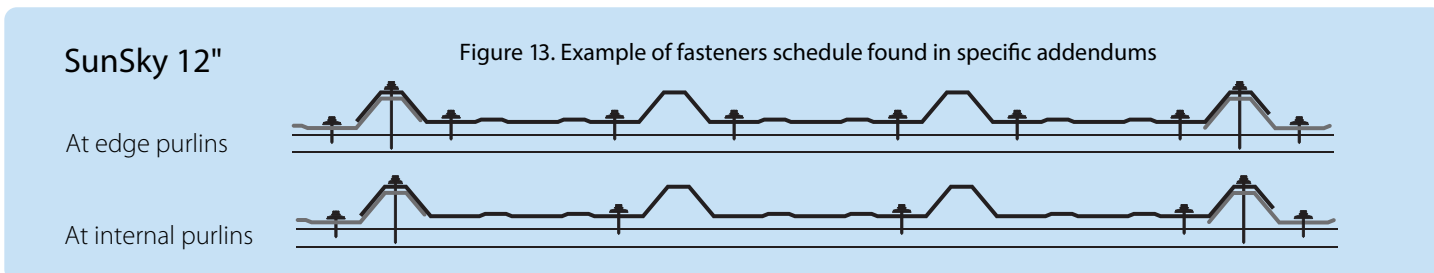 SunSky 12"
Figure 13. Example of fasteners schedule found in specific addendums
At edge purlins
At internal purlins